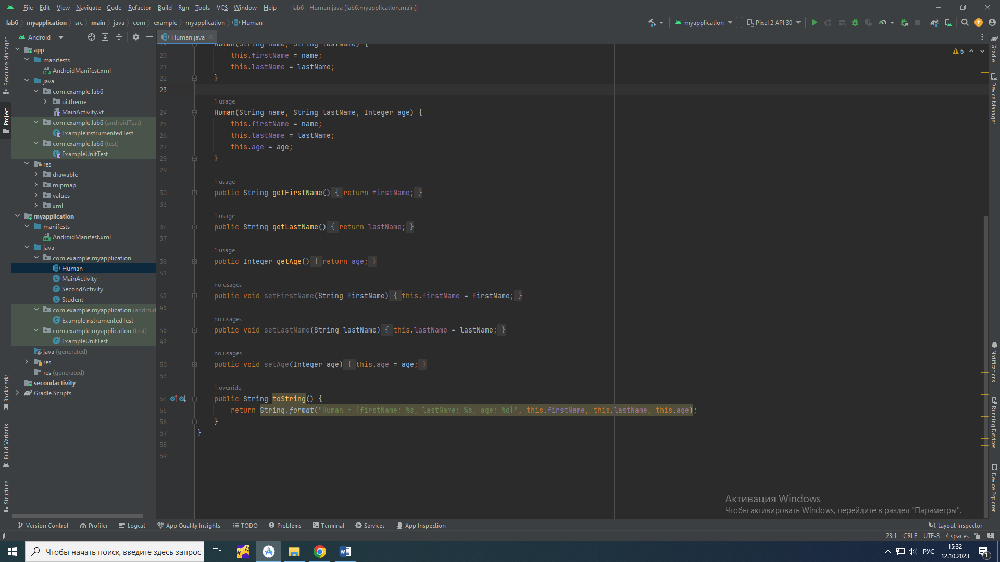 File Edit View Navigate Code Refactor Build Run Tools VCS Window Help lab6 - Human.java [lab6.myapplication.main]
lab6 myapplication src main java com example myapplication Human myapplication Pixel 2 API 30
Android
Human.java
Resource Manager
Project
Bookmarks
Build Variants
Structure
app
manifests
AndroidManifest.xml
java
com.example.lab6
ui.theme
MainActivity.kt
com.example.lab6 (androidTest)
ExampleInstrumentedTest
com.example.lab6 (test)
ExampleUnitTest
res
drawable
mipmap
values
xml
myapplication
manifests
AndroidManifest.xml
java
com.example.myapplication
Human
MainActivity
SecondActivity
Student
com.example.myapplication (android
ExampleInstrumentedTest
com.example.myapplication (test)
ExampleUnitTest
java (generated)
res
res (generated)
secondactivity
Gradle Scripts
6
19 Human(String name, String lastName) {
20 this.firstName = name;
21 this.lastName = lastName;
22 }
23
1 usage
24 Human(String name, String lastName, Integer age) {
25 this.firstName = name;
26 this.lastName = lastName;
27 this.age = age;
28 }
29
1 usage
30 public String getFirstName() { return firstName; }
33
1 usage
34 public String getLastName() { return lastName; }
37
1 usage
38 public Integer getAge() { return age; }
41
no usages
42 public void setFirstName(String firstName) { this.firstName = firstName; }
45
no usages
46 public void setLastName(String lastName) { this.lastName = lastName; }
49
no usages
50 public void setAge(Integer age) { this.age = age; }
53
1 override
54 public String toString() {
55 return String.format("Human = {firstName: %s, lastName: %s, age: %d}", this.firstName, this.lastName, this.age);
56 }
57 }
58
59
Gradle
Device Manager
Notifications
Running Devices
Device Explorer
Активация Windows
Чтобы активировать Windows, перейдите в раздел "Параметры".
Version Control Profiler Logcat App Quality Insights TODO Problems Terminal Services App Inspection Layout Inspector
23:1 CRLF UTF-8 4 spaces
Чтобы начать поиск, введите здесь запрос
РУС
15:32
12.10.2023
1